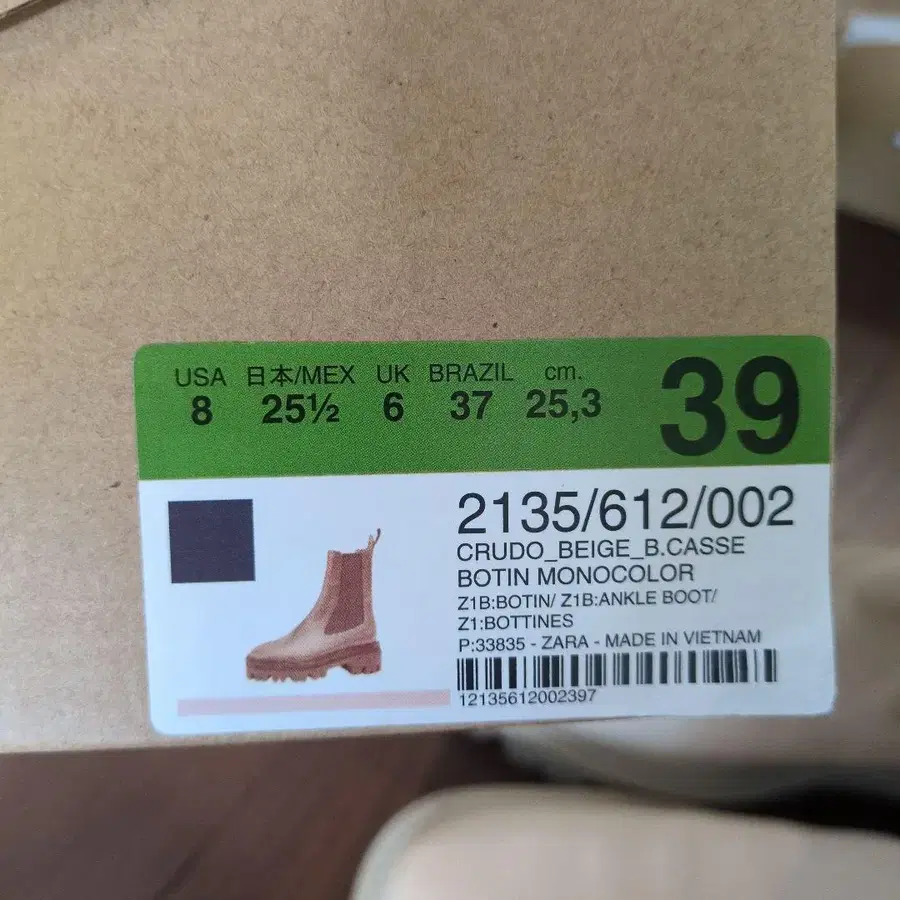 USA 日本/MEX UK BRAZIL cm.
8 25½ 6 37 25,3
39
2135/612/002
CRUDO_BEIGE_B.CASSE
BOTIN MONOCOLOR
Z1B:BOTIN/ Z1B:ANKLE BOOT/
Z1:BOTTINES
P:33835 - ZARA - MADE IN VIETNAM
12135612002397